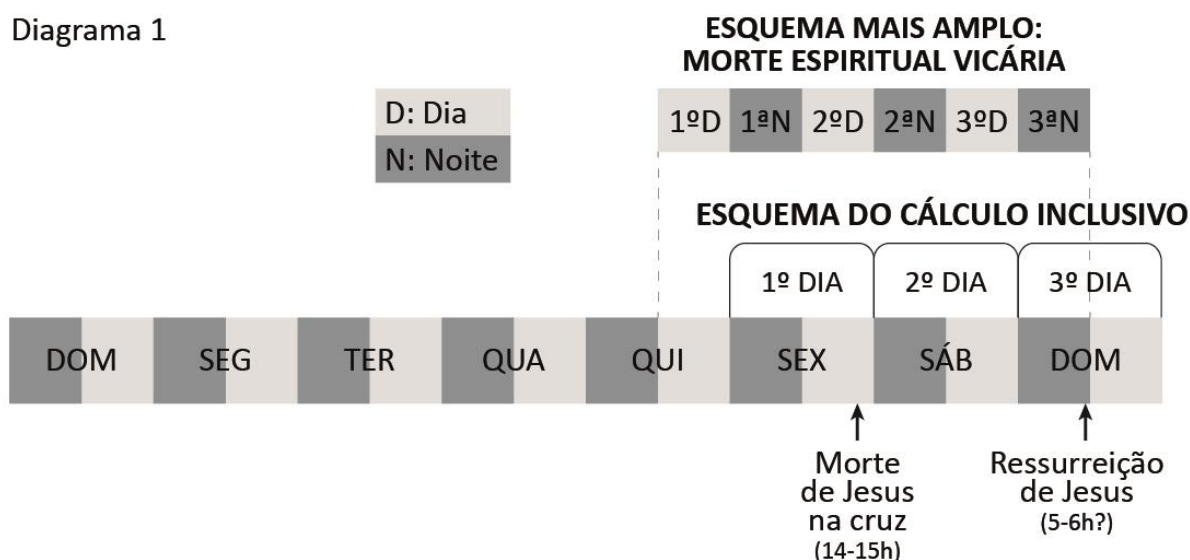 Diagrama 1
ESQUEMA MAIS AMPLO:
MORTE ESPIRITUAL VICÁRIA
D: Dia
N: Noite
1ºD 1ªN 2ºD 2ªN 3ºD 3ªN
ESQUEMA DO CÁLCULO INCLUSIVO
1º DIA 2º DIA 3º DIA
DOM SEG TER QUA QUI SEX SÁB DOM
Morte
de Jesus
na cruz
(14-15h)
Ressurreição
de Jesus
(5-6h?)